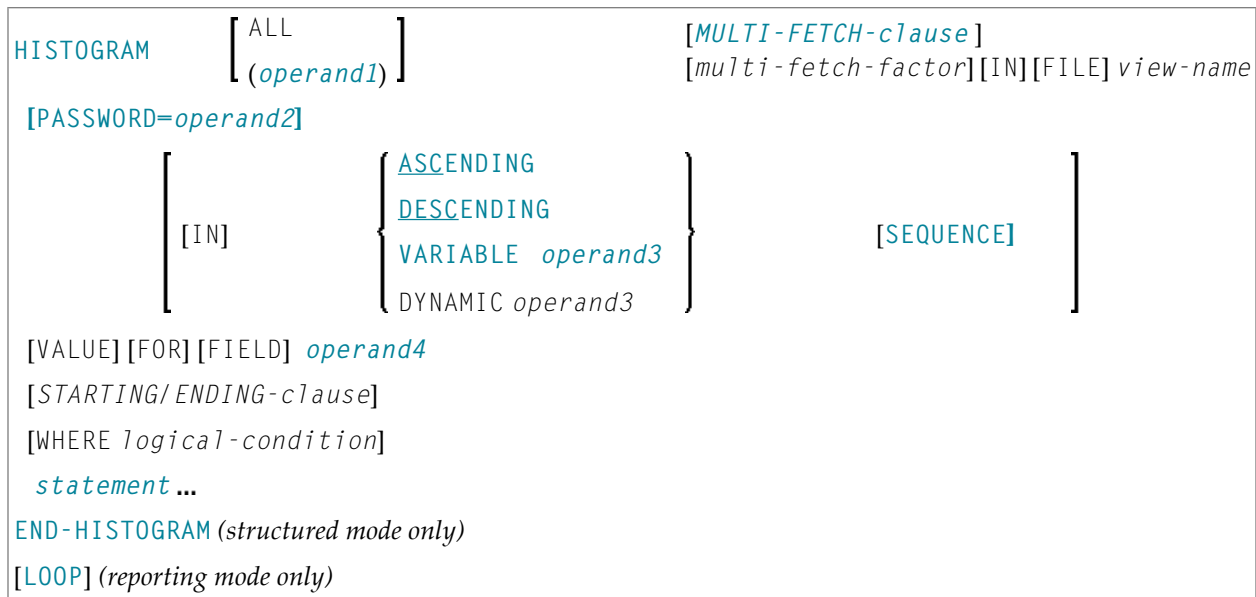 HISTOGRAM [ALL (operand1)] [MULTI-FETCH-clause]
[multi-fetch-factor] [IN] [FILE] view-name
[PASSWORD=operand2]
[[IN] {ASCENDING
DESCENDING
VARIABLE operand3
DYNAMIC operand3} [SEQUENCE]]
[VALUE] [FOR] [FIELD] operand4
[STARTING/ENDING-clause]
[WHERE logical-condition]
statement ...
END-HISTOGRAM (structured mode only)
[LOOP] (reporting mode only)